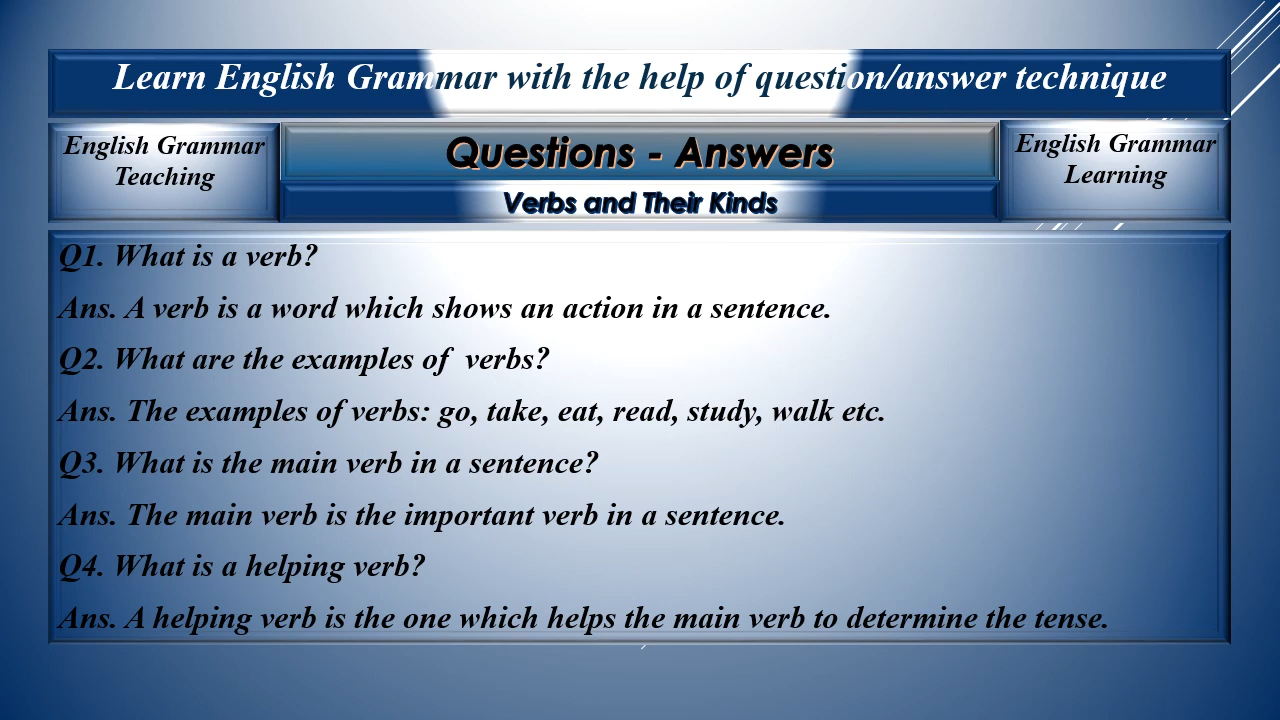 Learn English Grammar with the help of question/answer technique
English Grammar
Teaching
Questions - Answers
Verbs and Their Kinds
English Grammar
Learning
Q1. What is a verb?
Ans. A verb is a word which shows an action in a sentence.
Q2. What are the examples of  verbs?
Ans. The examples of verbs: go, take, eat, read, study, walk etc.
Q3. What is the main verb in a sentence?
Ans. The main verb is the important verb in a sentence.
Q4. What is a helping verb?
Ans. A helping verb is the one which helps the main verb to determine the tense.